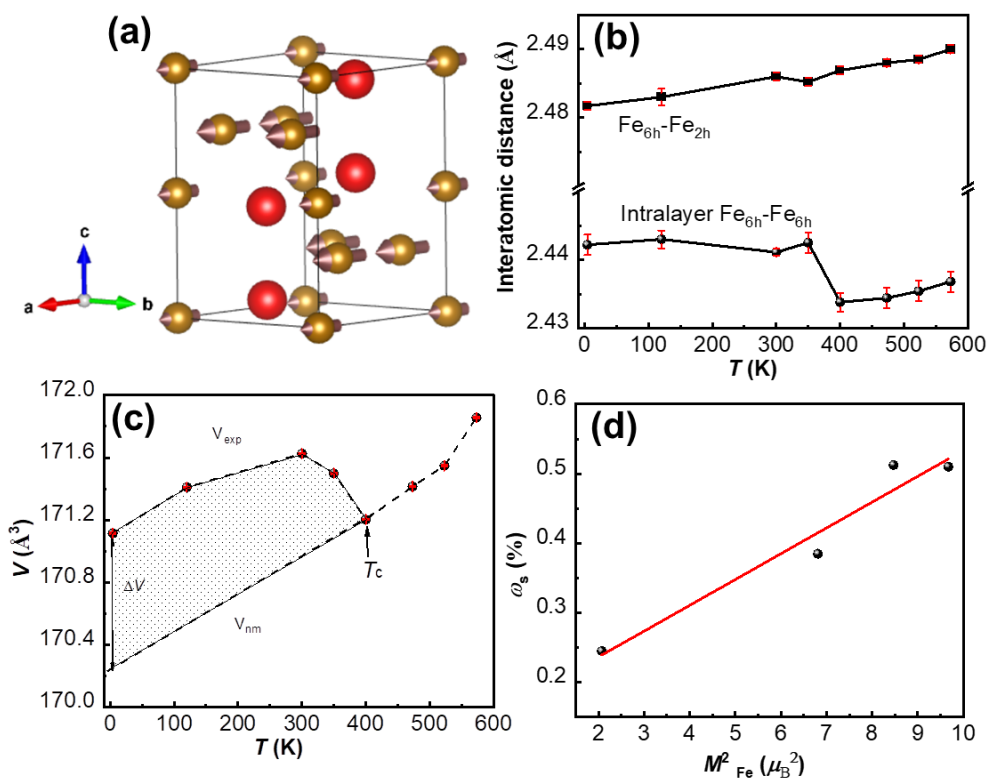 (a)
c
a
b
(b)
Interatomic distance (Å)
2.49
2.48
2.44
2.43
Fe6h-Fe2h
Intralayer Fe6h-Fe6h
0 100 200 300 400 500 600
T (K)
(c)
V (Å³)
172.0
171.6
171.2
170.8
170.4
170.0
Vexp
ΔV
Vnm
Tc
0 100 200 300 400 500 600
T (K)
(d)
ωs (%)
0.6
0.5
0.4
0.3
0.2
2 3 4 5 6 7 8 9 10
M²Fe (μB²)